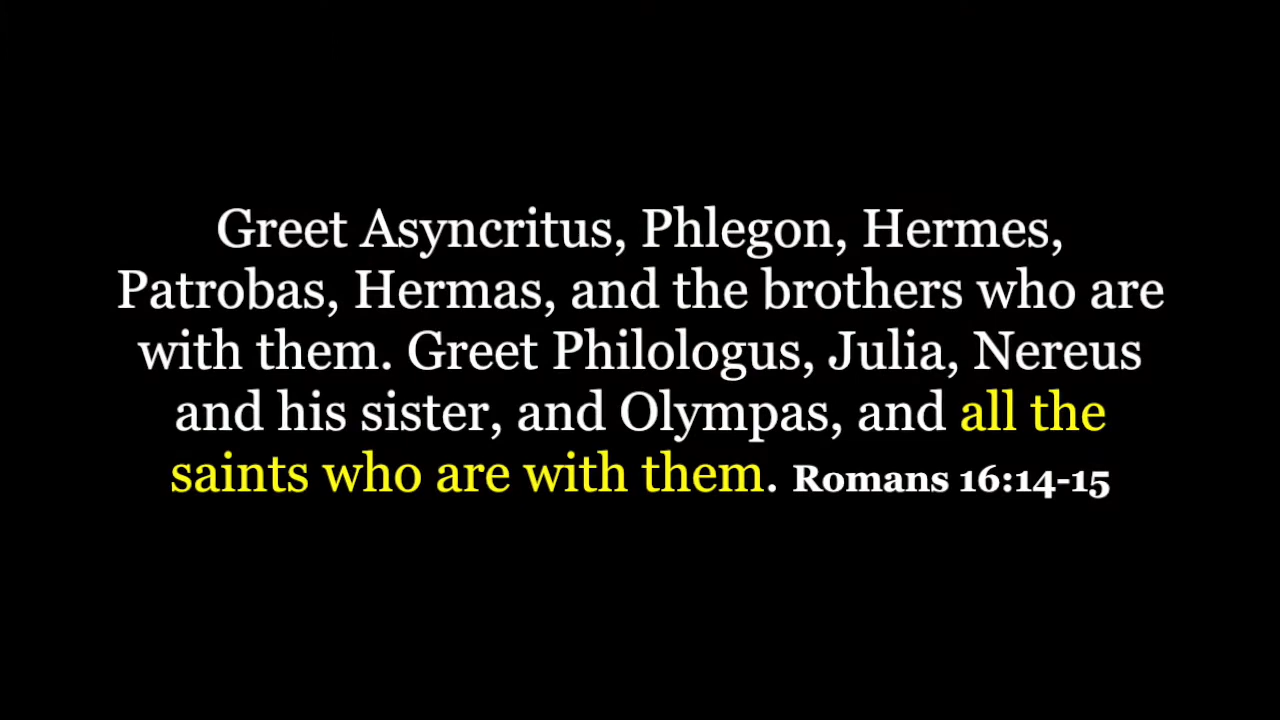 Greet Asyncritus, Phlegon, Hermes,
Patrobas, Hermas, and the brothers who are
with them. Greet Philologus, Julia, Nereus
and his sister, and Olympas, and all the
saints who are with them. Romans 16:14-15